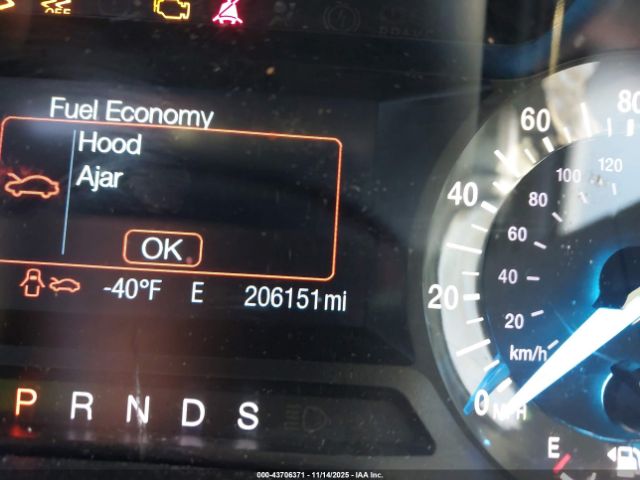 OFF
Fuel Economy
Hood
Ajar
OK
-40°F E 206151 mi
P R N D S
0 20 40 60 80
20 40 60 80 100 120
km/h
MPH
E
000-43706371 - 11/14/2025 - IAA Inc.